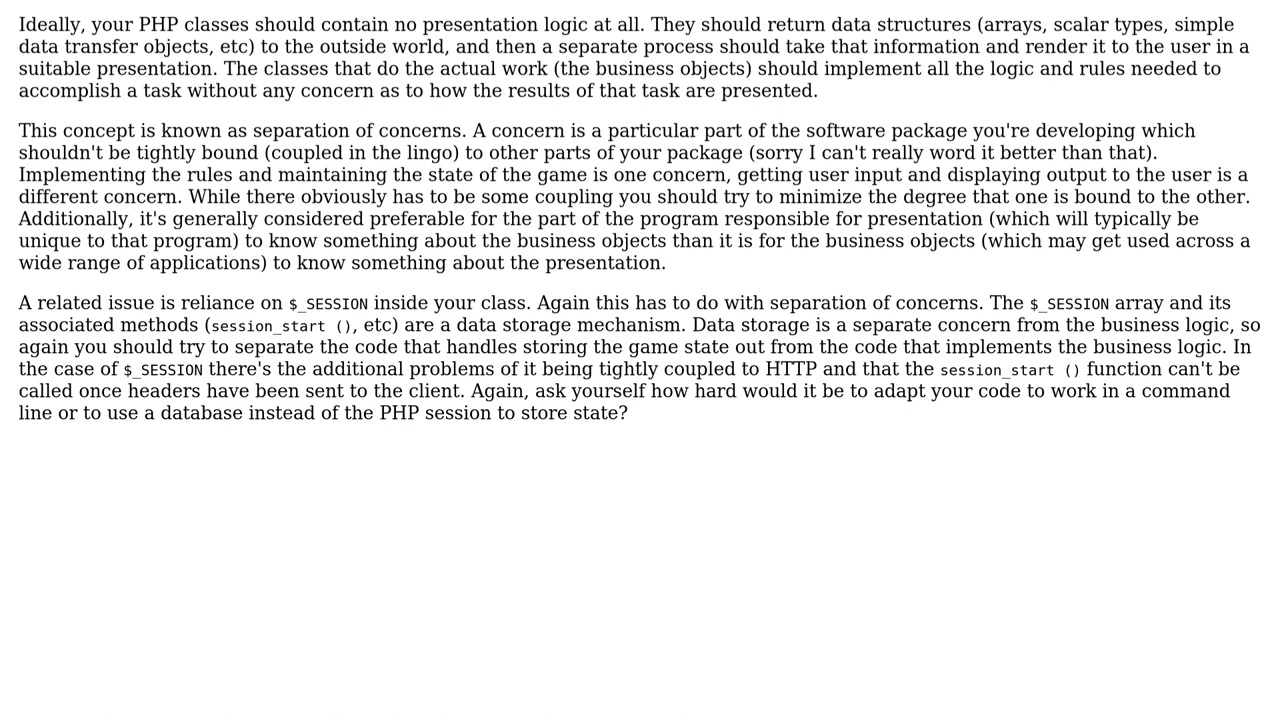 Ideally, your PHP classes should contain no presentation logic at all. They should return data structures (arrays, scalar types, simple
data transfer objects, etc) to the outside world, and then a separate process should take that information and render it to the user in a
suitable presentation. The classes that do the actual work (the business objects) should implement all the logic and rules needed to
accomplish a task without any concern as to how the results of that task are presented.
This concept is known as separation of concerns. A concern is a particular part of the software package you're developing which
shouldn't be tightly bound (coupled in the lingo) to other parts of your package (sorry I can't really word it better than that).
Implementing the rules and maintaining the state of the game is one concern, getting user input and displaying output to the user is a
different concern. While there obviously has to be some coupling you should try to minimize the degree that one is bound to the other.
Additionally, it's generally considered preferable for the part of the program responsible for presentation (which will typically be
unique to that program) to know something about the business objects than it is for the business objects (which may get used across a
wide range of applications) to know something about the presentation.
A related issue is reliance on $_SESSION inside your class. Again this has to do with separation of concerns. The $_SESSION array and its
associated methods (session_start (), etc) are a data storage mechanism. Data storage is a separate concern from the business logic, so
again you should try to separate the code that handles storing the game state out from the code that implements the business logic. In
the case of $_SESSION there's the additional problems of it being tightly coupled to HTTP and that the session_start () function can't be
called once headers have been sent to the client. Again, ask yourself how hard would it be to adapt your code to work in a command
line or to use a database instead of the PHP session to store state?